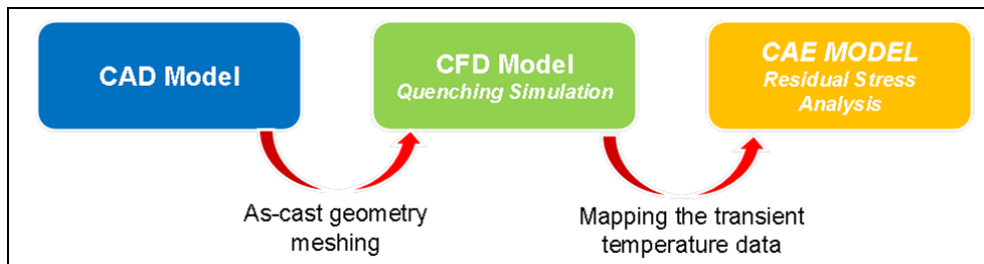 CAD Model
CFD Model
Quenching Simulation
CAE MODEL
Residual Stress
Analysis
As-cast geometry
meshing
Mapping the transient
temperature data